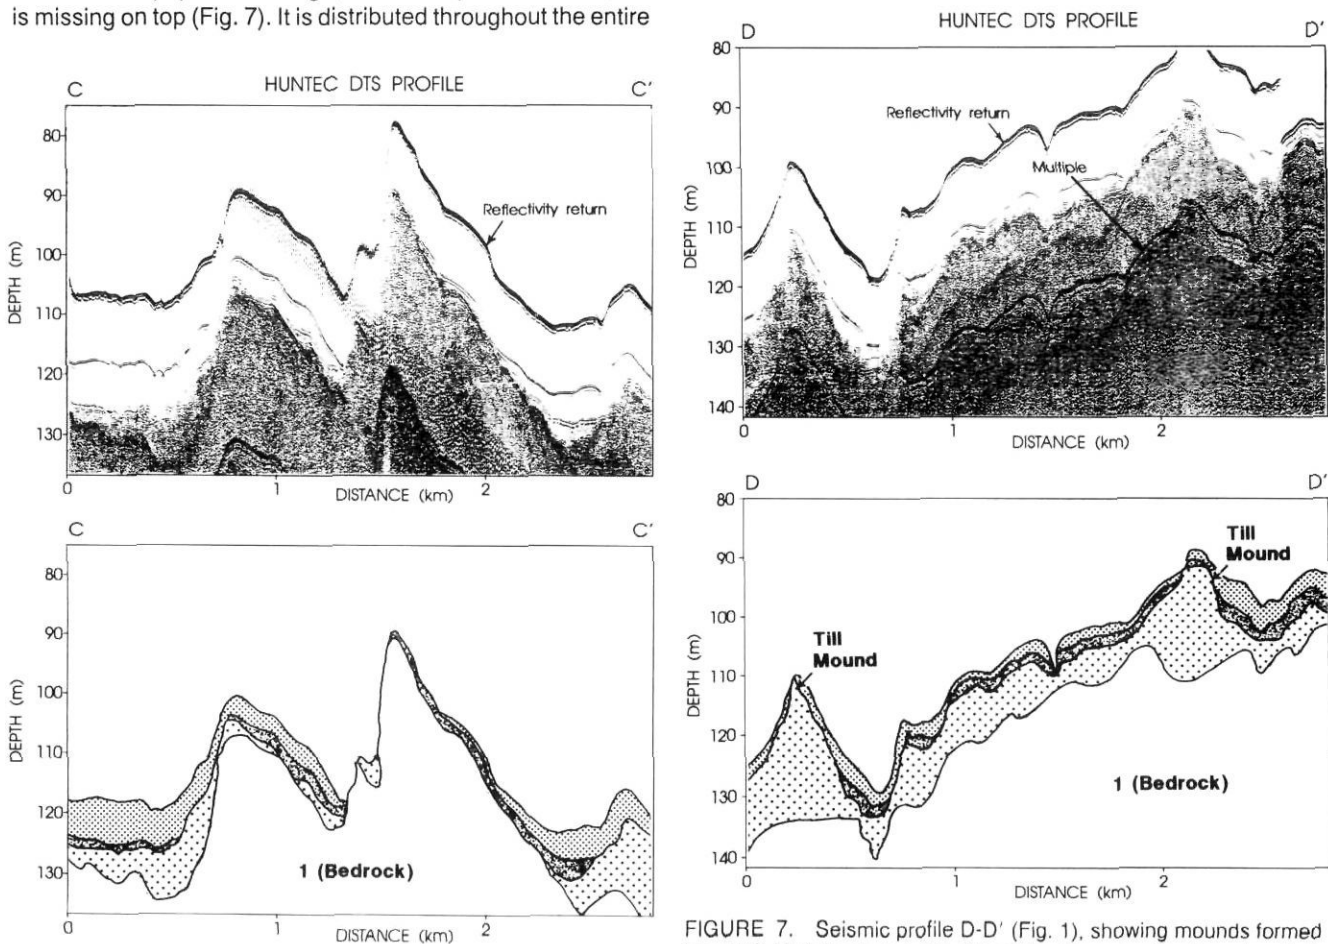 is missing on top (Fig. 7). It is distributed throughout the entire
C
HUNTEC DTS PROFILE
C'
80
90
100
110
120
130
DEPTH (m)
Reflectivity return
0
1
2
DISTANCE (km)
C
C'
80
90
100
110
120
130
DEPTH (m)
1 (Bedrock)
0
1
2
DISTANCE (km)
D
HUNTEC DTS PROFILE
D'
80
90
100
110
120
130
140
DEPTH (m)
Reflectivity return
Multiple
0
1
2
DISTANCE (km)
D
D'
80
90
100
110
120
130
140
DEPTH (m)
Till
Mound
Till
Mound
1 (Bedrock)
0
1
2
DISTANCE (km)
FIGURE 7. Seismic profile D-D' (Fig. 1), showing mounds formed